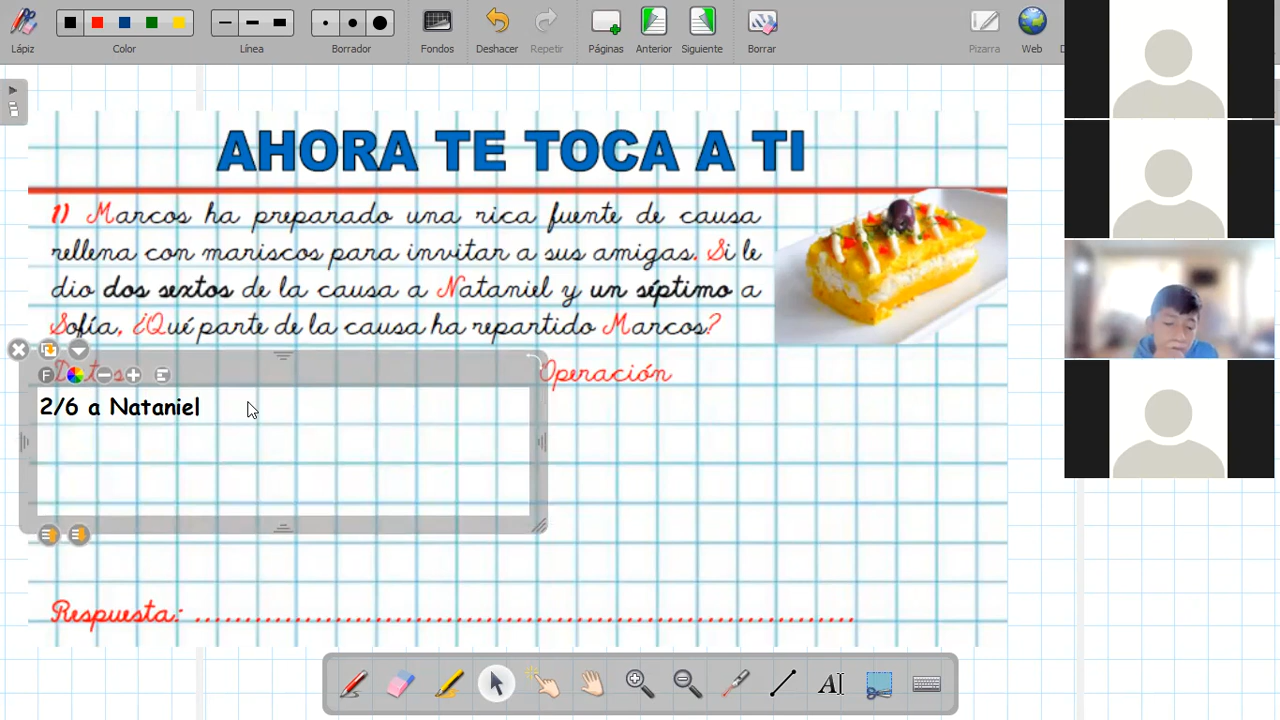 Lápiz
Color
Línea
Borrador
Fondos
Deshacer
Repetir
Páginas
Anterior
Siguiente
Borrar
Pizarra
Web
AHORA TE TOCA A TI
1) Marcos ha preparado una rica fuente de causa
rellena con mariscos para invitar a sus amigas. Si le
dio dos sextos de la causa a Nataniel y un séptimo a
Sofía, ¿Qué parte de la causa ha repartido Marcos?
Datos
Operación
2/6 a Nataniel
Respuesta: ........................................................